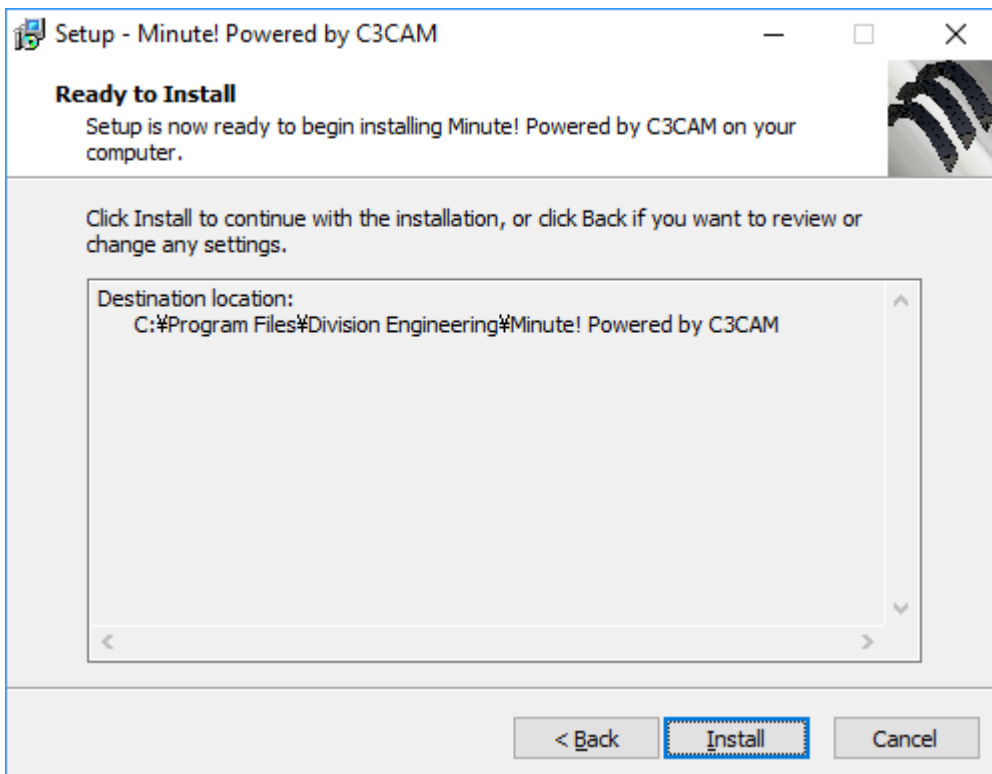 Setup - Minute! Powered by C3CAM
Ready to Install
Setup is now ready to begin installing Minute! Powered by C3CAM on your
computer.
Click Install to continue with the installation, or click Back if you want to review or
change any settings.
Destination location:
C:¥Program Files¥Division Engineering¥Minute! Powered by C3CAM
< Back
Install
Cancel